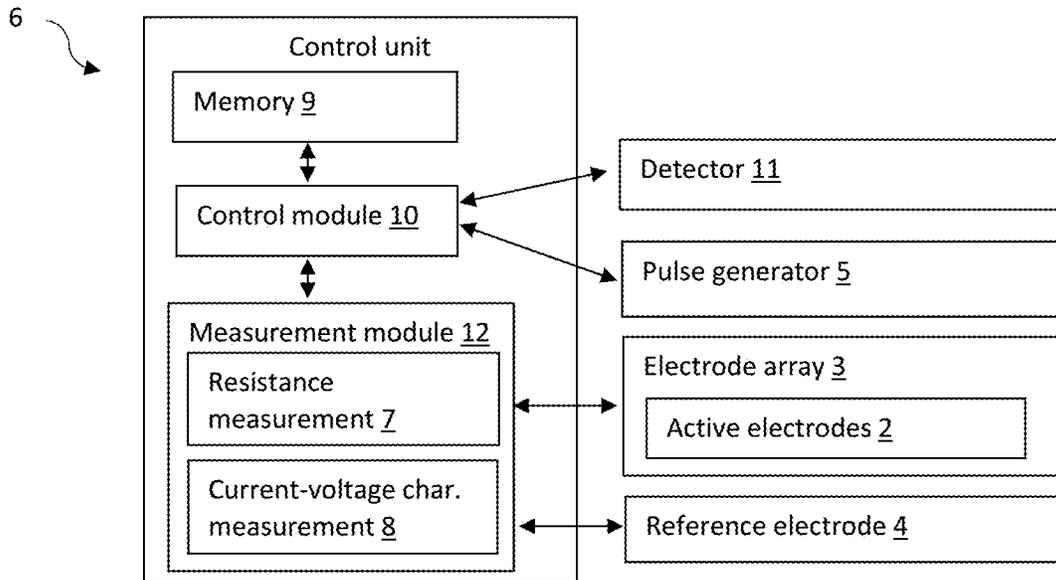 6
Control unit
Memory 9
Control module 10
Measurement module 12
Resistance
measurement 7
Current-voltage char.
measurement 8
Detector 11
Pulse generator 5
Electrode array 3
Active electrodes 2
Reference electrode 4